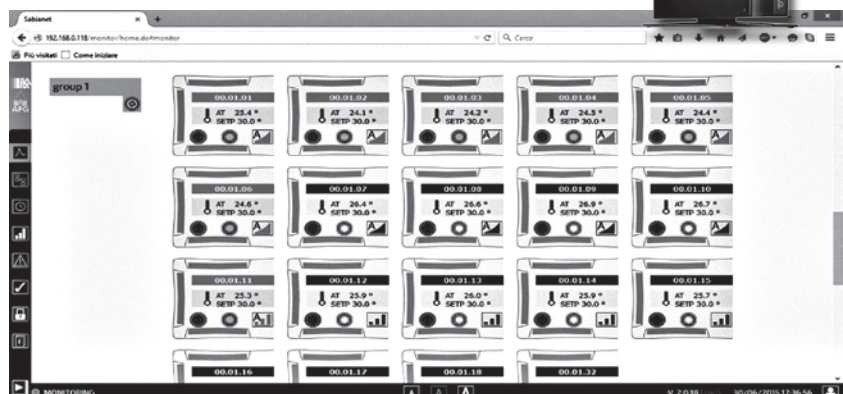 Sabianet
192.168.0.118/monitor/home.do#monitor
Cerca
Più visitati Come iniziare
group 1
APG
00.01.01 00.01.02 00.01.03 00.01.04 00.01.05
AT 25.4 ° AT 24.1 ° AT 24.2 ° AT 24.5 ° AT 24.4 °
SETP 30.0 ° SETP 30.0 ° SETP 30.0 ° SETP 30.0 ° SETP 30.0 °
A A A A A
00.01.06 00.01.07 00.01.08 00.01.09 00.01.10
AT 24.6 ° AT 26.4 ° AT 26.6 ° AT 26.9 ° AT 26.7 °
SETP 30.0 ° SETP 30.0 ° SETP 30.0 ° SETP 30.0 ° SETP 30.0 °
A A A A A
00.01.11 00.01.12 00.01.13 00.01.14 00.01.15
AT 25.3 ° AT 25.9 ° AT 26.0 ° AT 25.9 ° AT 25.7 °
SETP 30.0 ° SETP 30.0 ° SETP 30.0 ° SETP 30.0 ° SETP 30.0 °
A
00.01.16 00.01.17 00.01.18 00.01.32
MONITORING A A A 30/06/2015 17:36:56